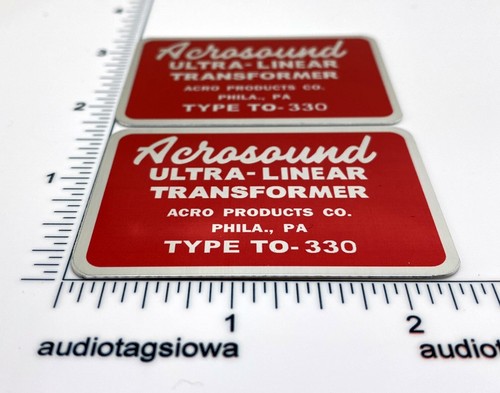 Acrosound
ULTRA-LINEAR
TRANSFORMER
ACRO PRODUCTS CO.
PHILA., PA
TYPE TO-330
Acrosound
ULTRA-LINEAR
TRANSFORMER
ACRO PRODUCTS CO.
PHILA., PA
TYPE TO-330
3
2
1
1
2
audiotagsiowa
audiot